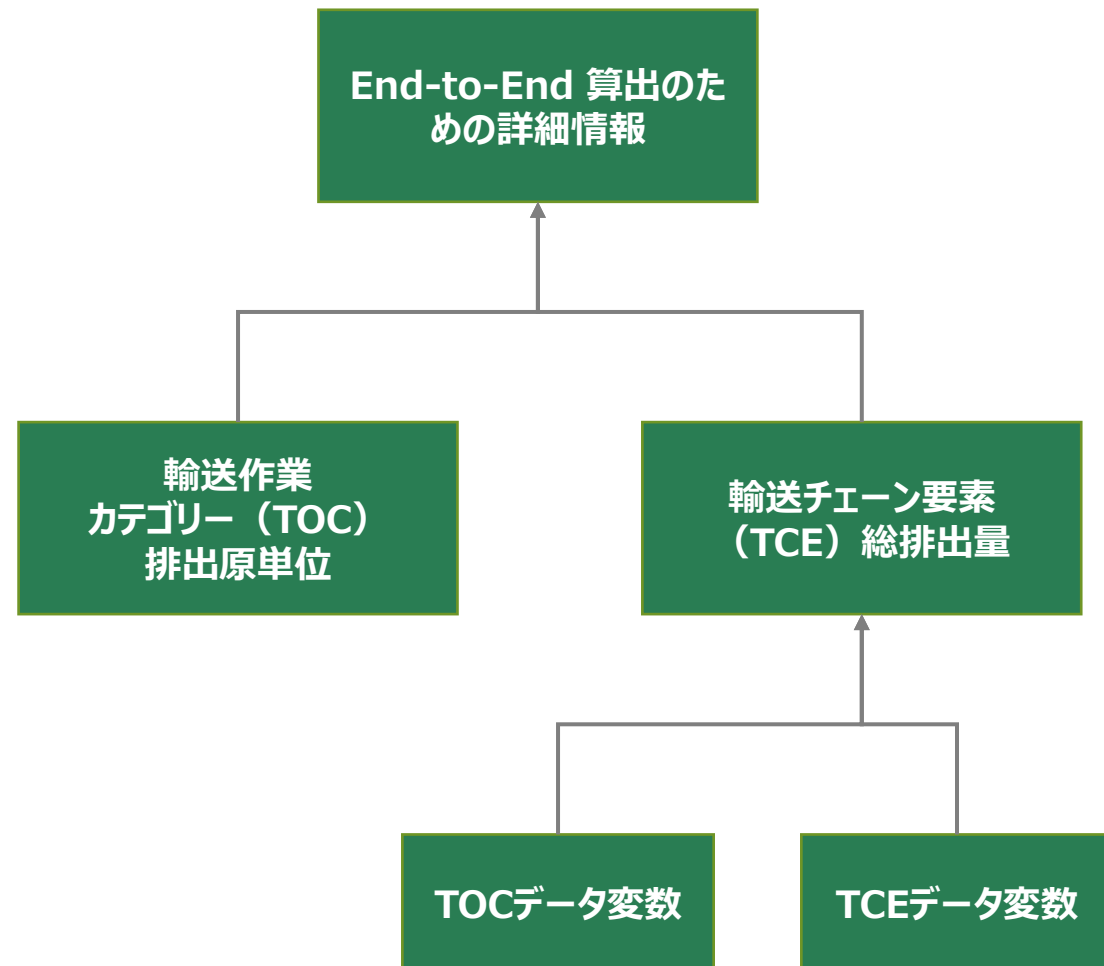 End-to-End 算出のた
めの詳細情報
輸送作業
カテゴリー（TOC）
排出原単位
輸送チェーン要素
（TCE）総排出量
TOCデータ変数
TCEデータ変数